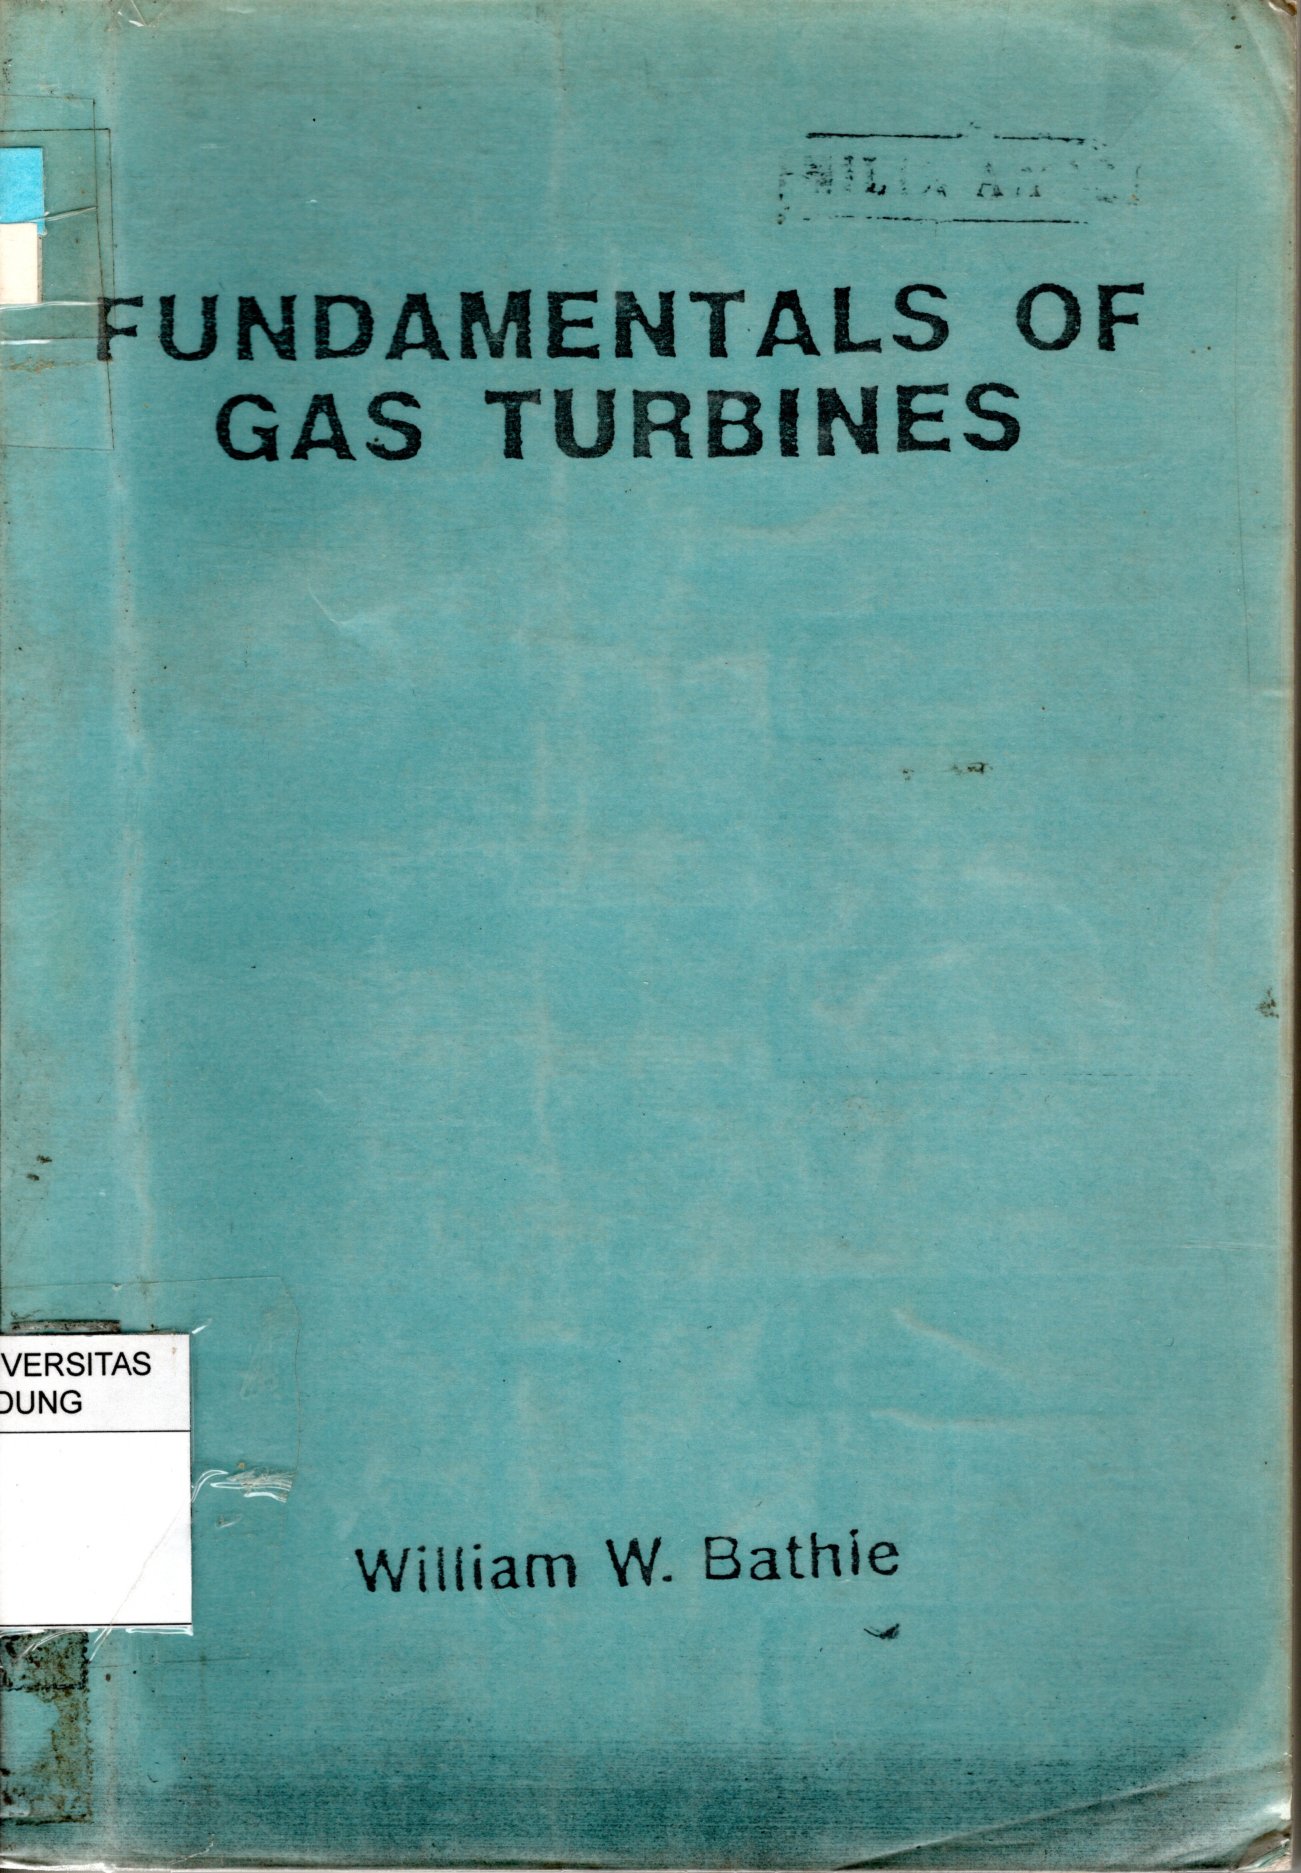 FUNDAMENTALS OF
GAS TURBINES
VERSITAS
DUNG
William W. Bathie